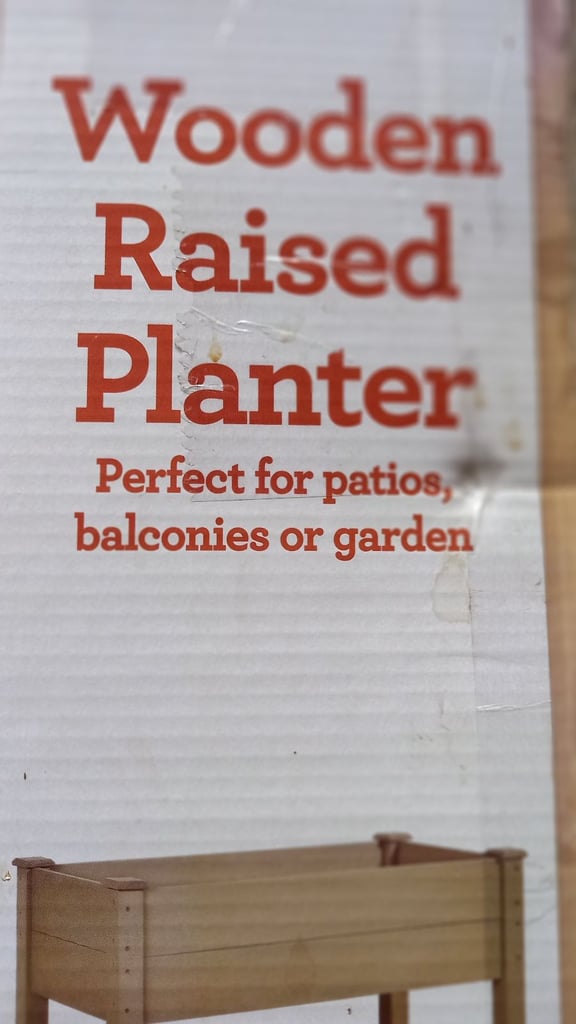 Wooden
Raised
Planter
Perfect for patios,
balconies or garden